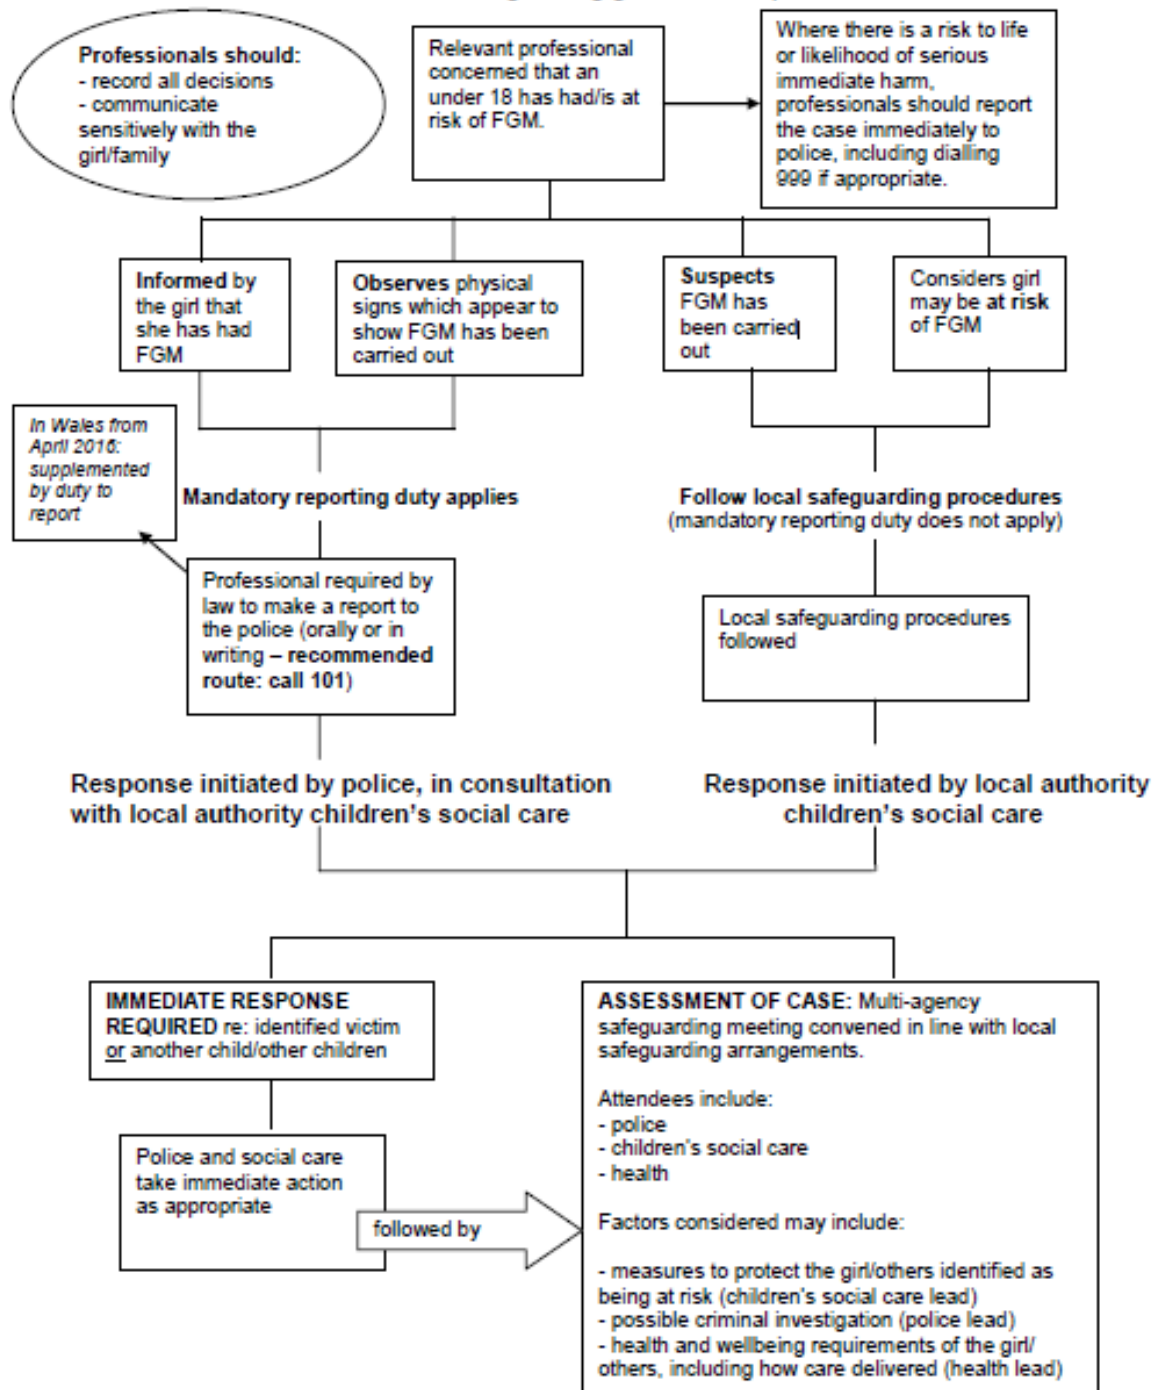 Professionals should:
- record all decisions
- communicate
sensitively with the
girl/family
Relevant professional
concerned that an
under 18 has had/is at
risk of FGM.
Where there is a risk to life
or likelihood of serious
immediate harm,
professionals should report
the case immediately to
police, including dialling
999 if appropriate.
Informed by
the girl that
she has had
FGM
Observes physical
signs which appear to
show FGM has been
carried out
Suspects
FGM has
been carried
out
Considers girl
may be at risk
of FGM
In Wales from
April 2016:
supplemented
by duty to
report
Mandatory reporting duty applies
Follow local safeguarding procedures
(mandatory reporting duty does not apply)
Professional required by
law to make a report to
the police (orally or in
writing – recommended
route: call 101)
Local safeguarding procedures
followed
Response initiated by police, in consultation
with local authority children's social care
Response initiated by local authority
children's social care
IMMEDIATE RESPONSE
REQUIRED re: identified victim
or another child/other children
Police and social care
take immediate action
as appropriate
followed by
ASSESSMENT OF CASE: Multi-agency
safeguarding meeting convened in line with local
safeguarding arrangements.
Attendees include:
- police
- children's social care
- health
Factors considered may include:
- measures to protect the girl/others identified as
being at risk (children's social care lead)
- possible criminal investigation (police lead)
- health and wellbeing requirements of the girl/
others, including how care delivered (health lead)